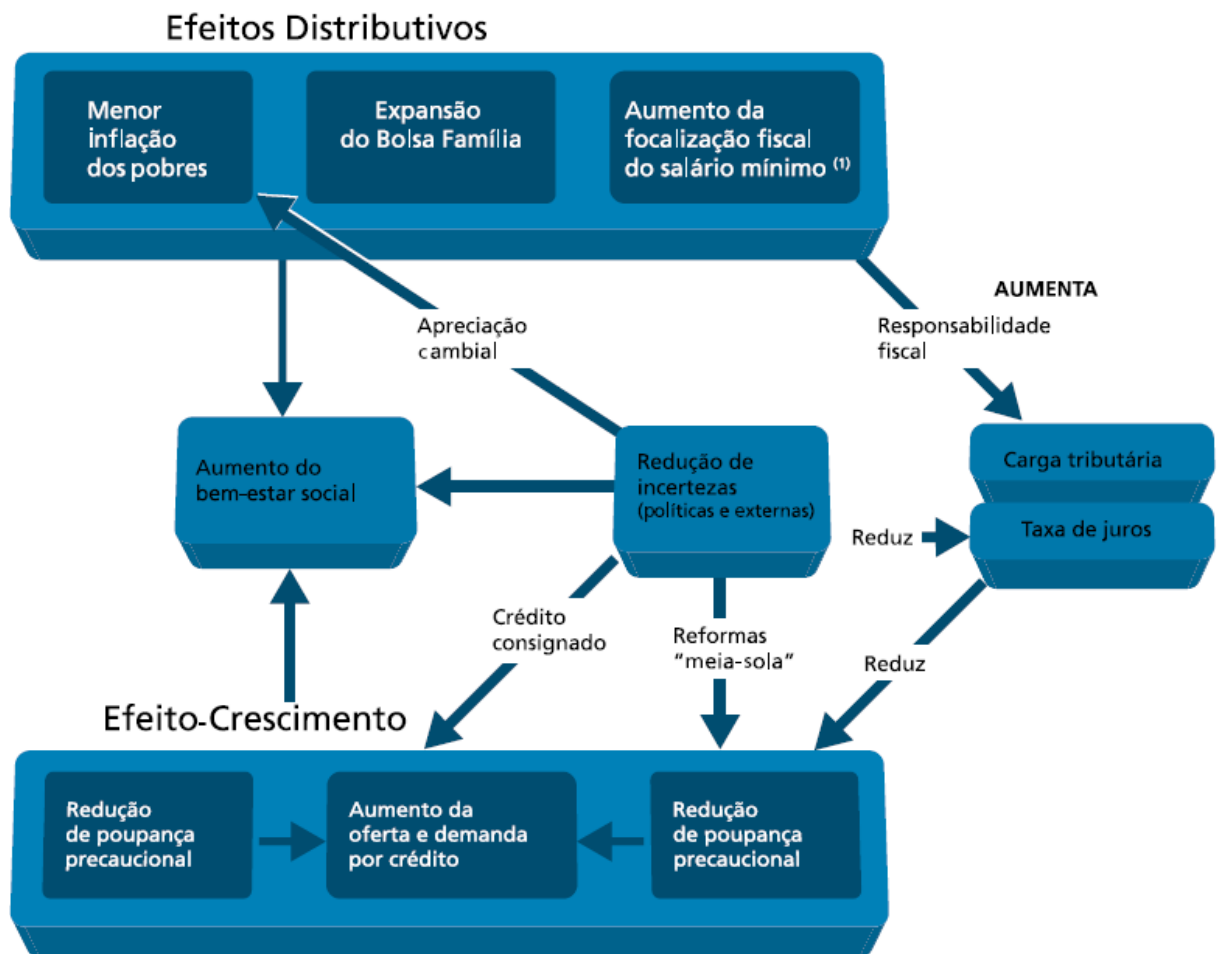 Efeitos Distributivos
Menor
inflação
dos pobres
Expansão
do Bolsa Família
Aumento da
focalização fiscal
do salário mínimo (1)
AUMENTA
Apreciação
cambial
Responsabilidade
fiscal
Aumento do
bem-estar social
Redução de
incertezas
(políticas e externas)
Carga tributária
Reduz
Taxa de juros
Crédito
consignado
Reformas
“meia-sola”
Reduz
Efeito-Crescimento
Redução
de poupança
precaucional
Aumento da
oferta e demanda
por crédito
Redução
de poupança
precaucional